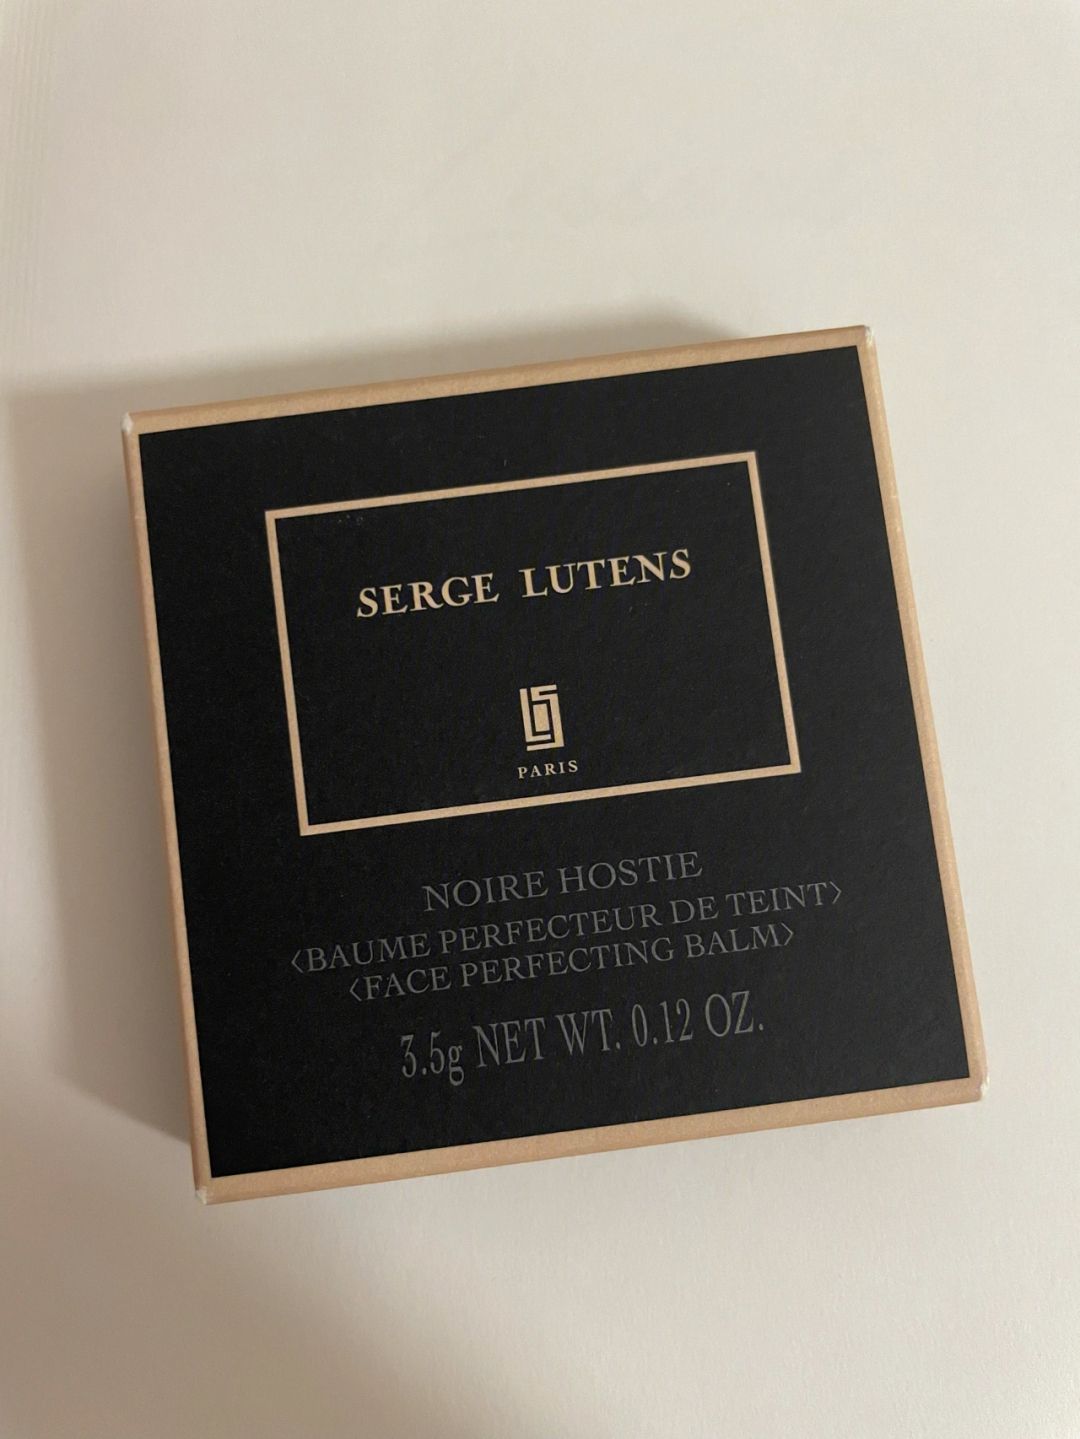 SERGE LUTENS
PARIS
NOIRE HOSTIE
〈BAUME PERFECTEUR DE TEINT〉
〈FACE PERFECTING BALM〉
3.5g NET WT. 0.12 OZ.